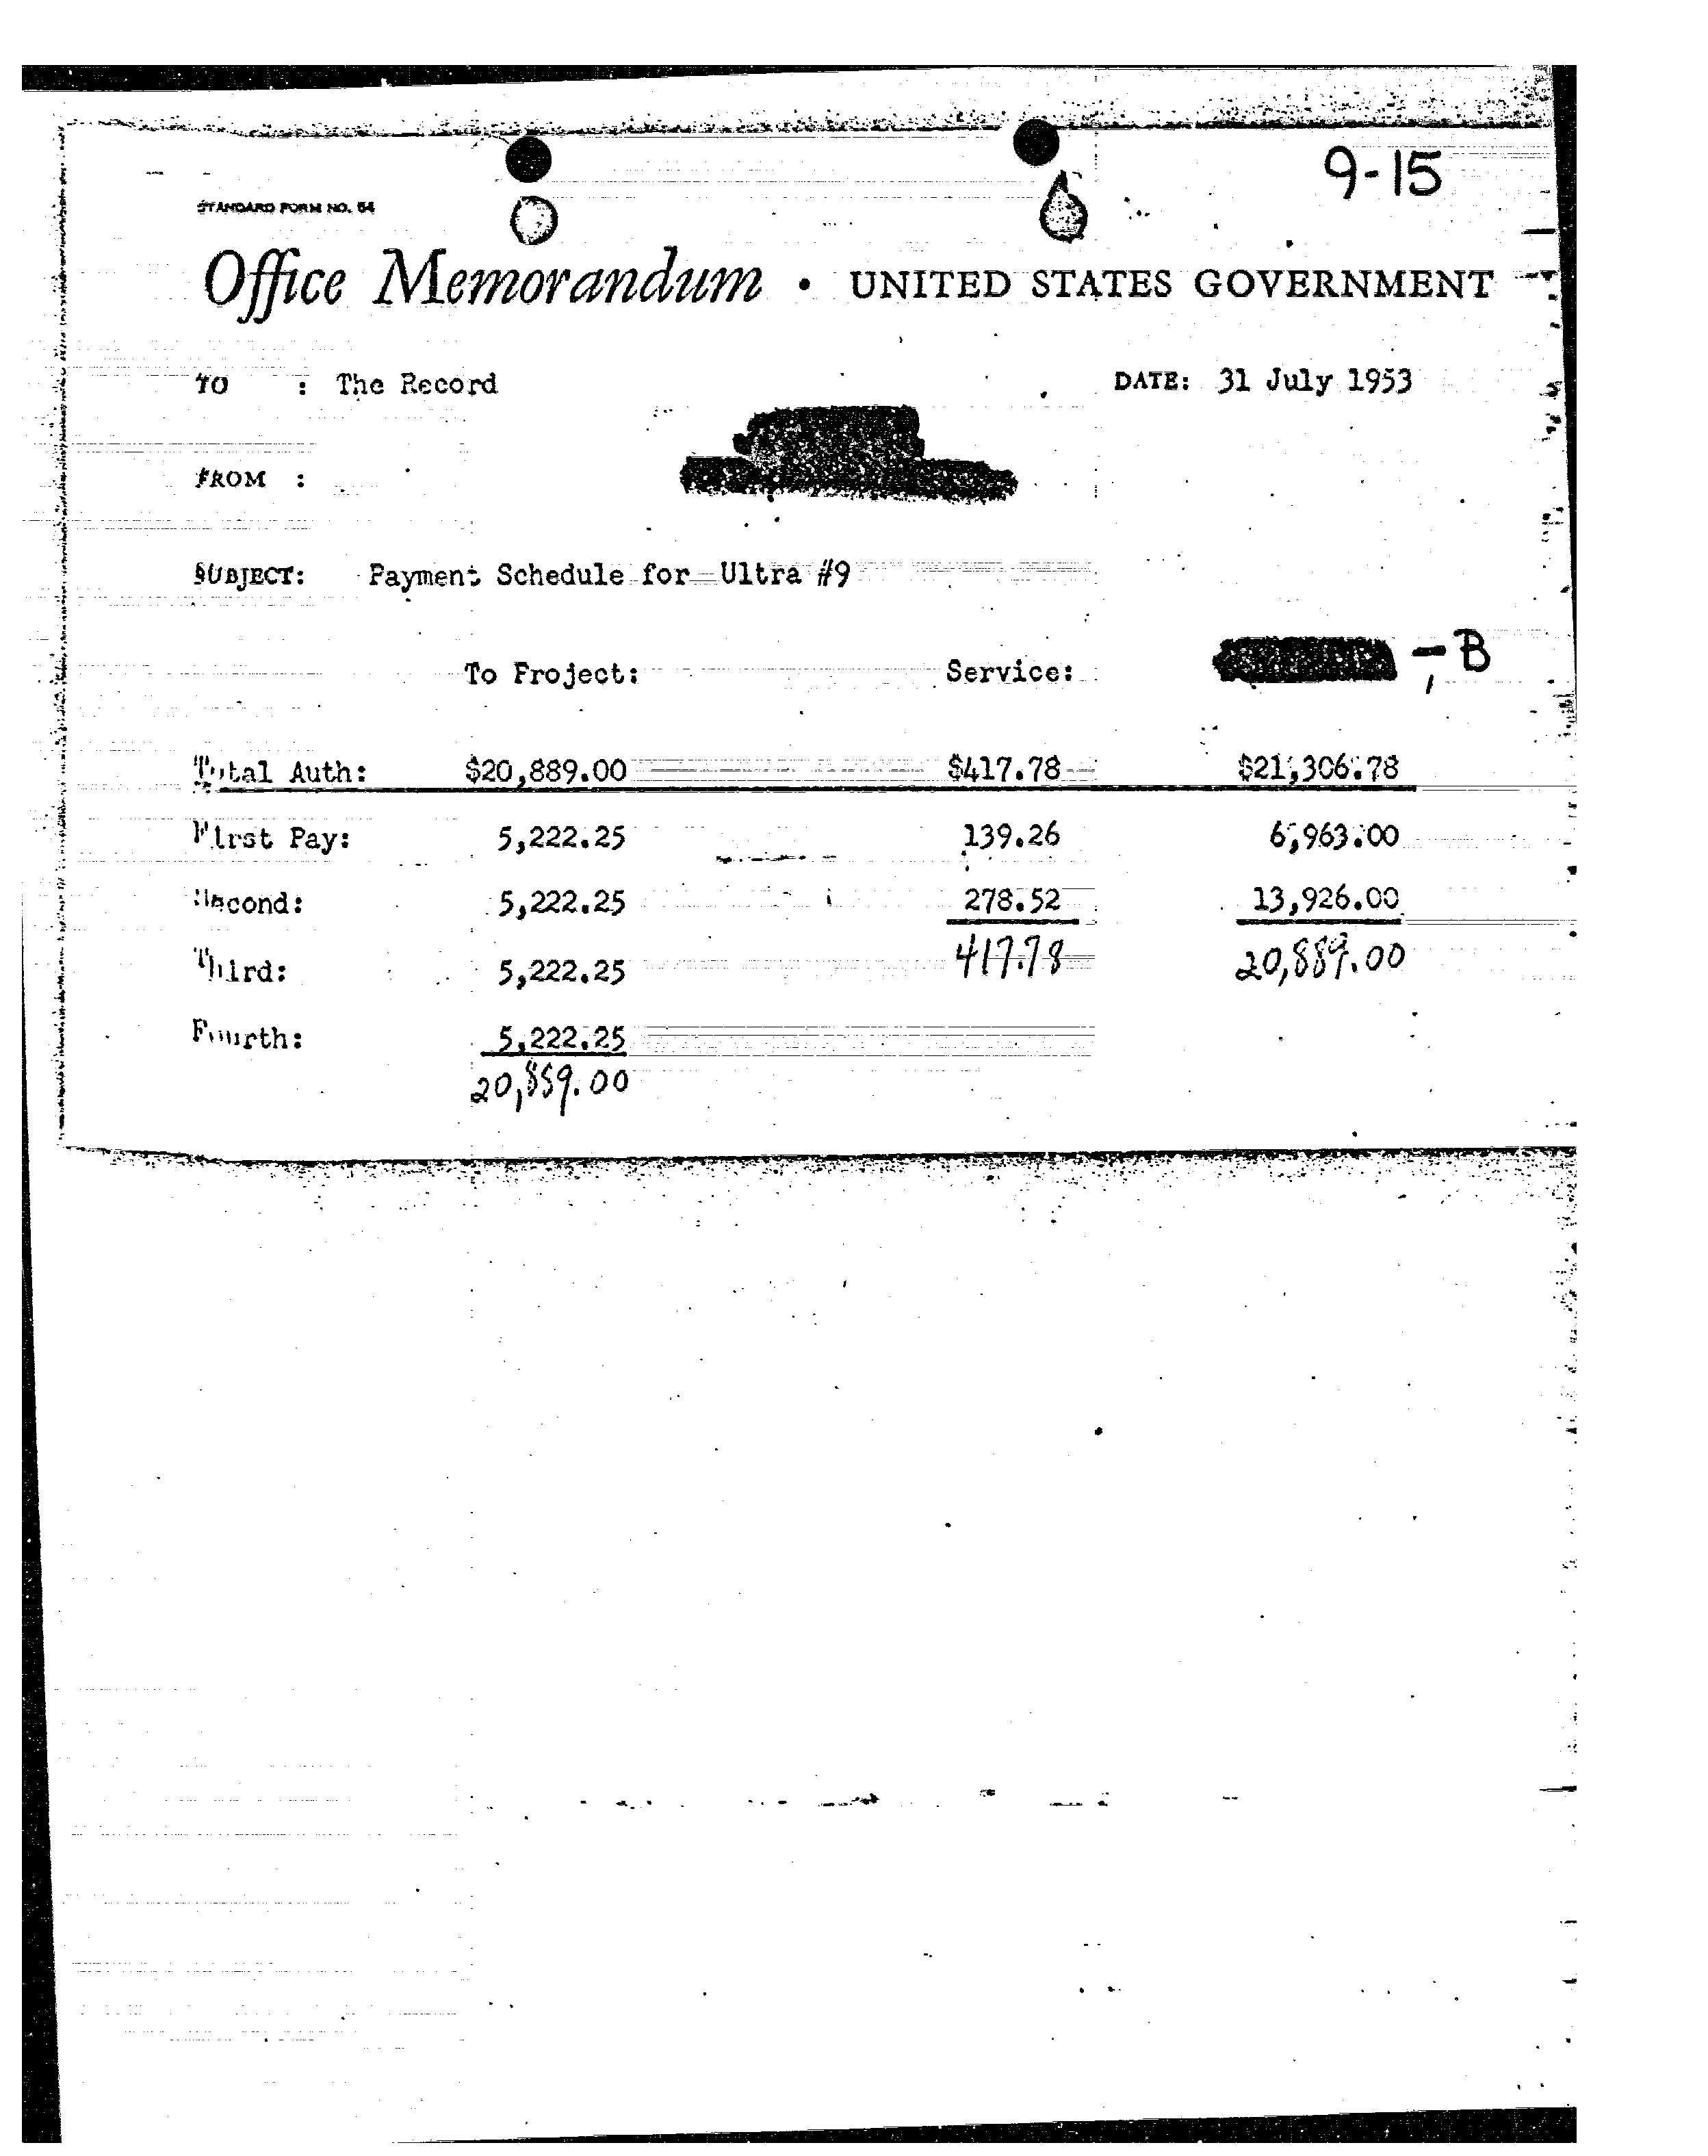 9-15
STANDARD FORM NO. 64
Office Memorandum • UNITED STATES GOVERNMENT
TO : The Record DATE: 31 July 1953
FROM :
SUBJECT: Payment Schedule for Ultra #9
To Project: Service: -B
Total Auth: $20,889.00 $417.78 $21,306.78
First Pay: 5,222.25 139.26 6,963.00
Second: 5,222.25 278.52 13,926.00
Third: 5,222.25 417.78 20,889.00
Fourth: 5,222.25
20,889.00